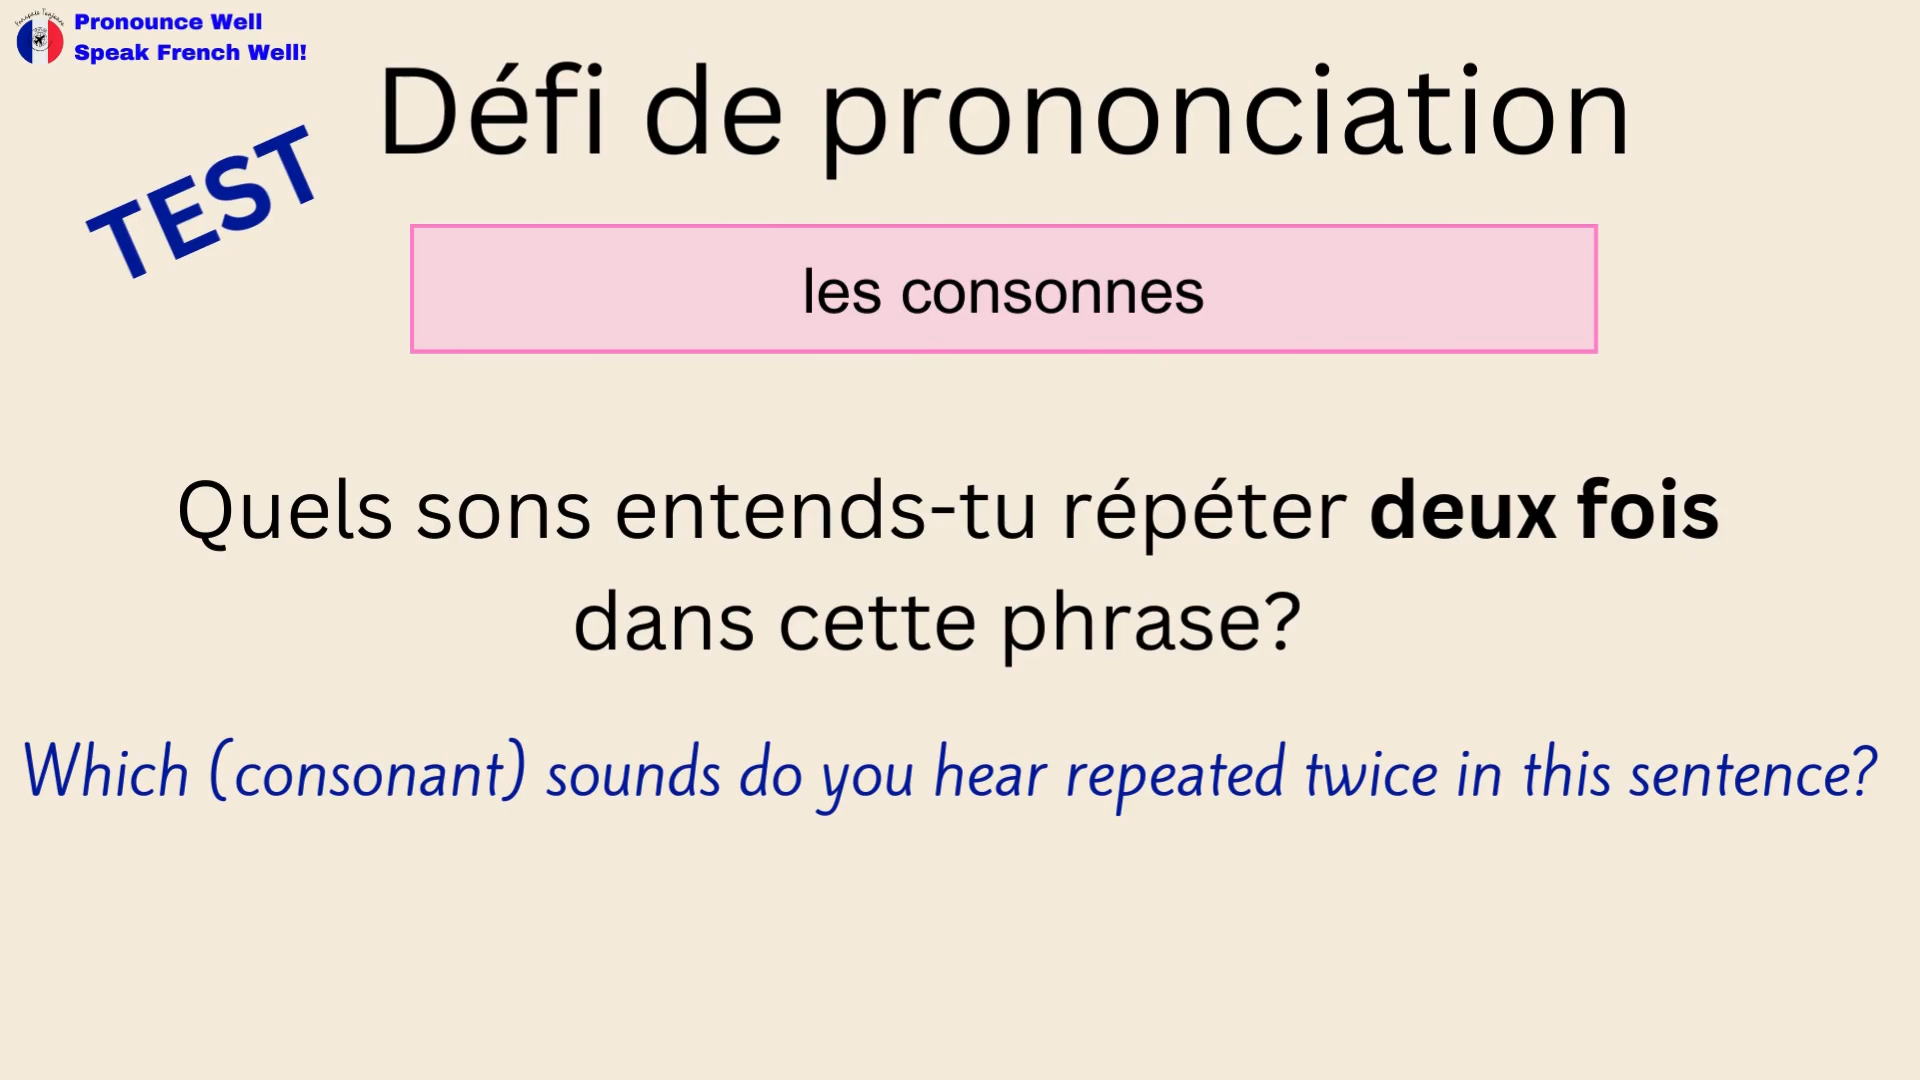 Pronounce Well
Speak French Well!
Défi de prononciation
TEST
les consonnes
Quels sons entends-tu répéter deux fois
dans cette phrase?
Which (consonant) sounds do you hear repeated twice in this sentence?